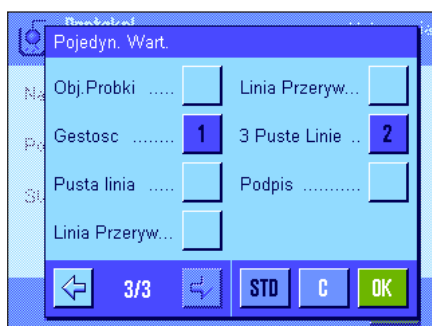 Protokol
Pojedyn. Wart.
Obj.Probki .....
Linia Przeryw...
Gestosc ........ 1
3 Puste Linie .. 2
Pusta linia .....
Podpis ...........
Linia Przeryw...
3/3
STD
C
OK